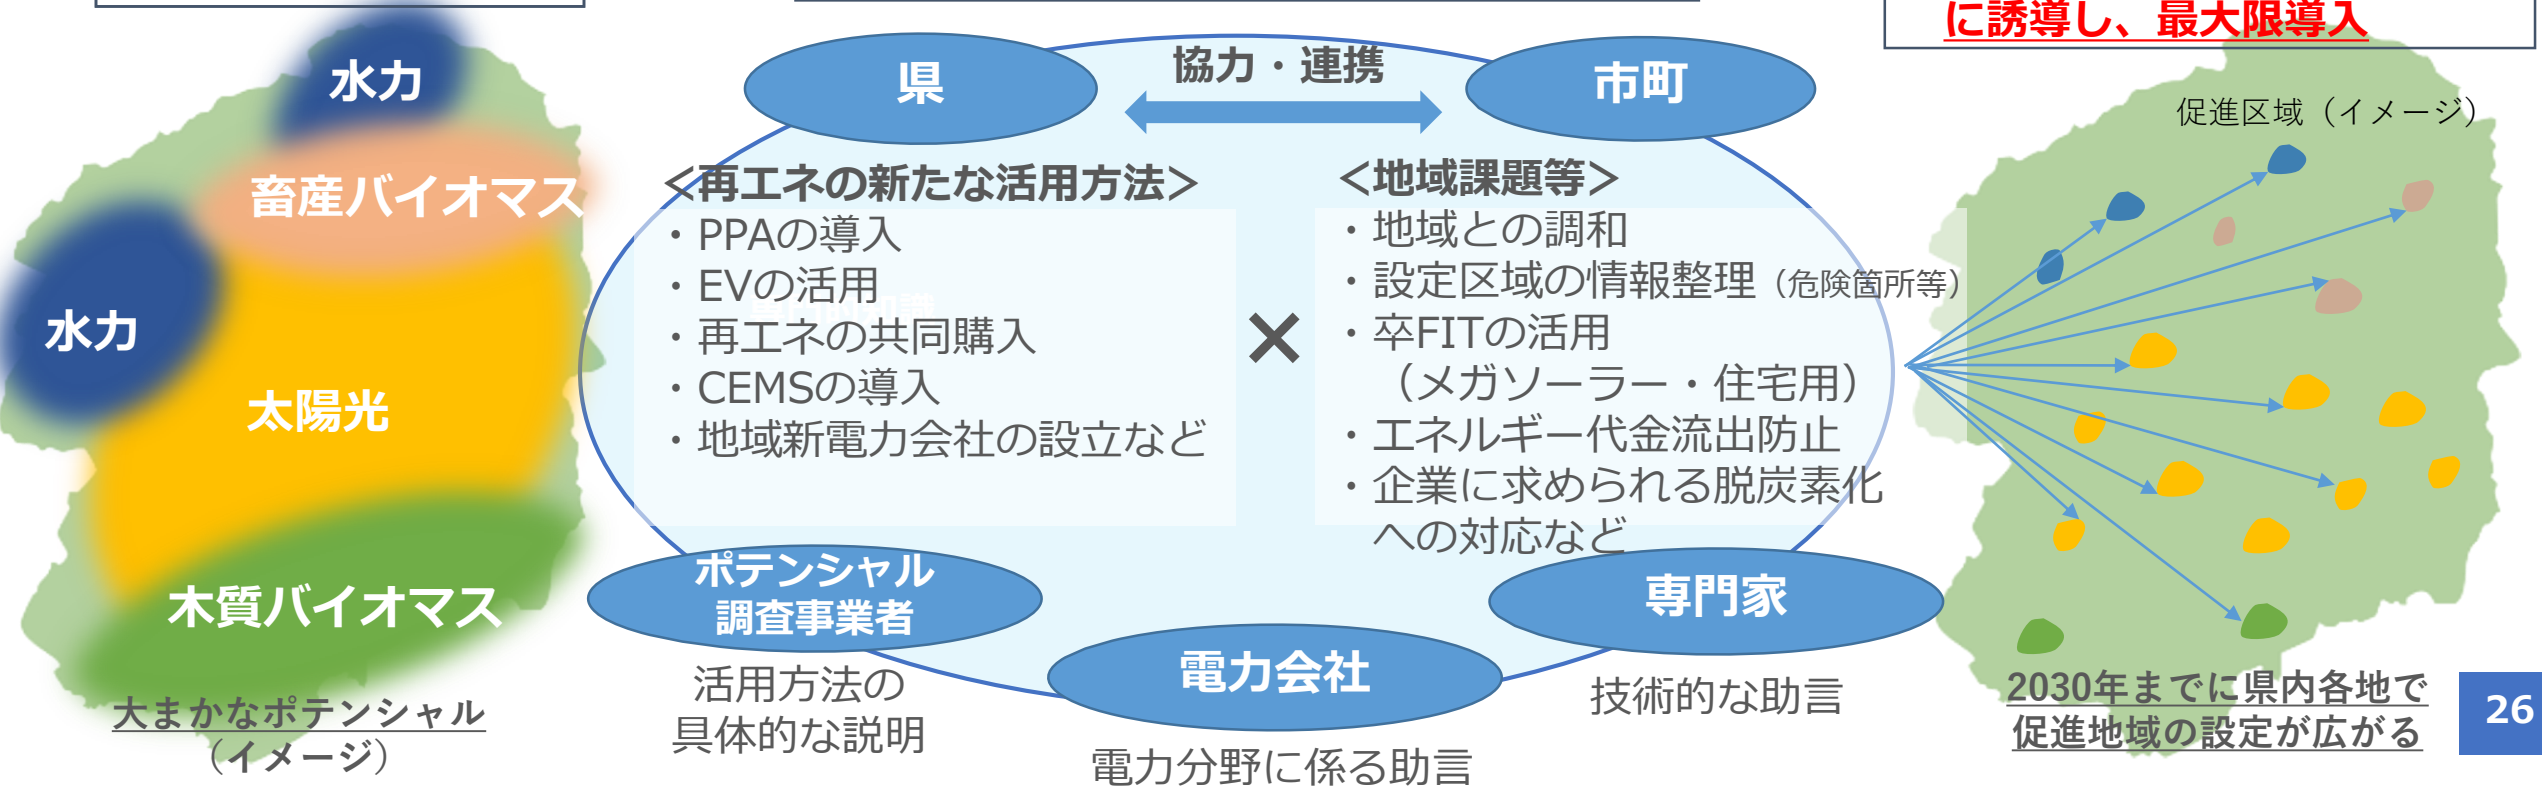 水力
畜産バイオマス
水力
太陽光
木質バイオマス
大まかなポテンシャル
（イメージ）
県
協力・連携
市町
＜再エネの新たな活用方法＞
・PPAの導入
・EVの活用
・再エネの共同購入
・CEMSの導入
・地域新電力会社の設立など
×
＜地域課題等＞
・地域との調和
・設定区域の情報整理（危険箇所等）
・卒FITの活用
（メガソーラー・住宅用）
・エネルギー代金流出防止
・企業に求められる脱炭素化
への対応など
ポテンシャル
調査事業者
活用方法の
具体的な説明
電力会社
電力分野に係る助言
専門家
技術的な助言
に誘導し、最大限導入
促進区域（イメージ）
2030年までに県内各地で
促進地域の設定が広がる
26